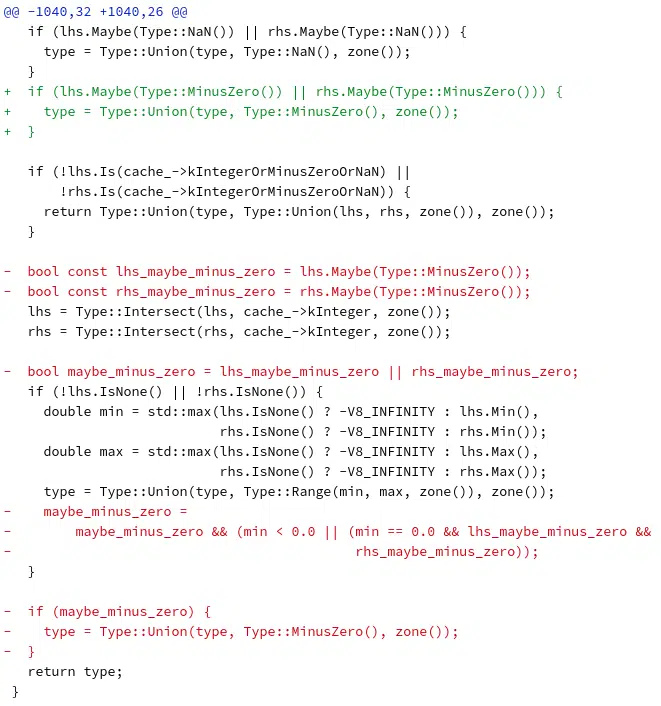 @@ -1040,32 +1040,26 @@
   if (lhs.Maybe(Type::NaN()) || rhs.Maybe(Type::NaN())) {
     type = Type::Union(type, Type::NaN(), zone());
   }
+  if (lhs.Maybe(Type::MinusZero()) || rhs.Maybe(Type::MinusZero())) {
+    type = Type::Union(type, Type::MinusZero(), zone());
+  }
   if (!lhs.Is(cache_->kIntegerOrMinusZeroOrNaN) ||
       !rhs.Is(cache_->kIntegerOrMinusZeroOrNaN)) {
     return Type::Union(type, Type::Union(lhs, rhs, zone()), zone());
   }
-  bool const lhs_maybe_minus_zero = lhs.Maybe(Type::MinusZero());
-  bool const rhs_maybe_minus_zero = rhs.Maybe(Type::MinusZero());
   lhs = Type::Intersect(lhs, cache_->kInteger, zone());
   rhs = Type::Intersect(rhs, cache_->kInteger, zone());
-  bool maybe_minus_zero = lhs_maybe_minus_zero || rhs_maybe_minus_zero;
   if (!lhs.IsNone() || !rhs.IsNone()) {
     double min = std::max(lhs.IsNone() ? -V8_INFINITY : lhs.Min(),
                           rhs.IsNone() ? -V8_INFINITY : rhs.Min());
     double max = std::max(lhs.IsNone() ? -V8_INFINITY : lhs.Max(),
                           rhs.IsNone() ? -V8_INFINITY : rhs.Max());
     type = Type::Union(type, Type::Range(min, max, zone()), zone());
-    maybe_minus_zero =
-        maybe_minus_zero && (min < 0.0 || (min == 0.0 && lhs_maybe_minus_zero &&
-                                           rhs_maybe_minus_zero));
   }
-  if (maybe_minus_zero) {
-    type = Type::Union(type, Type::MinusZero(), zone());
-  }
   return type;
 }